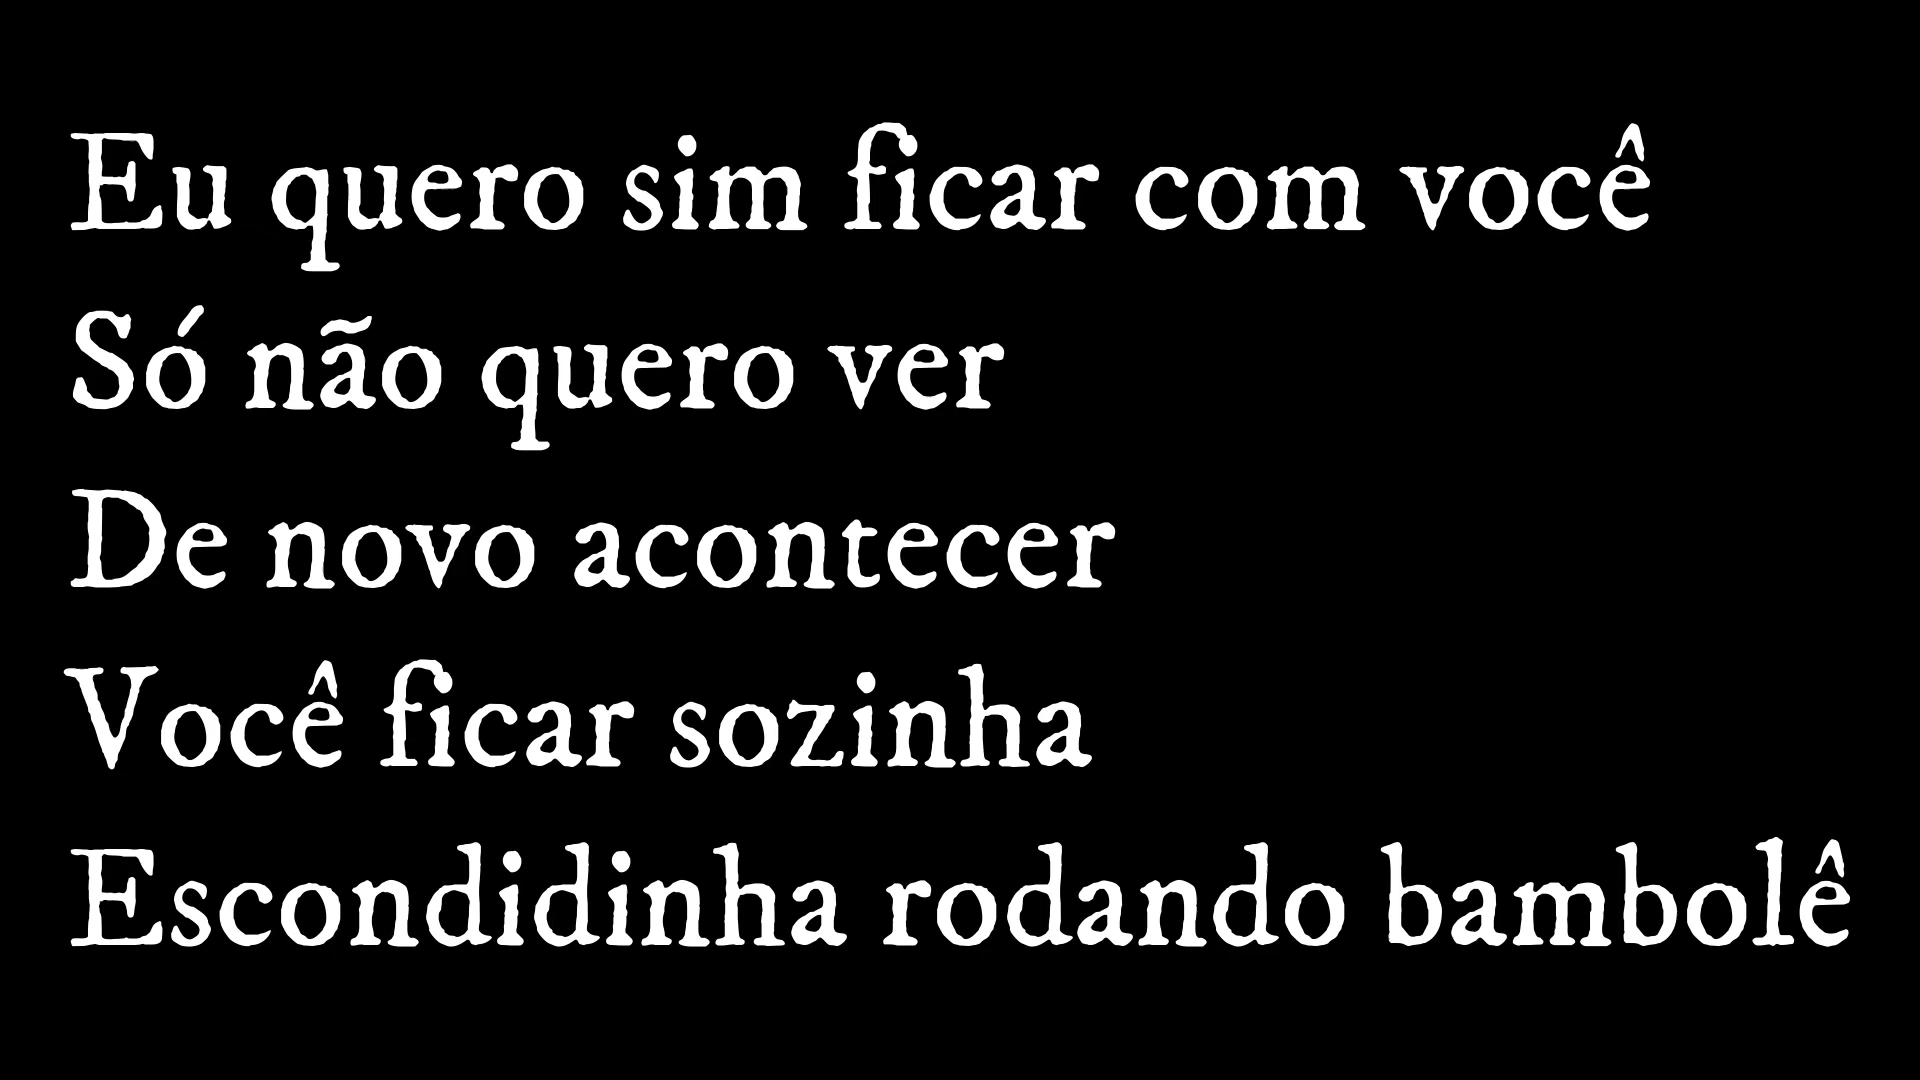 Eu quero sim ficar com você
Só não quero ver
De novo acontecer
Você ficar sozinha
Escondidinha rodando bambolê